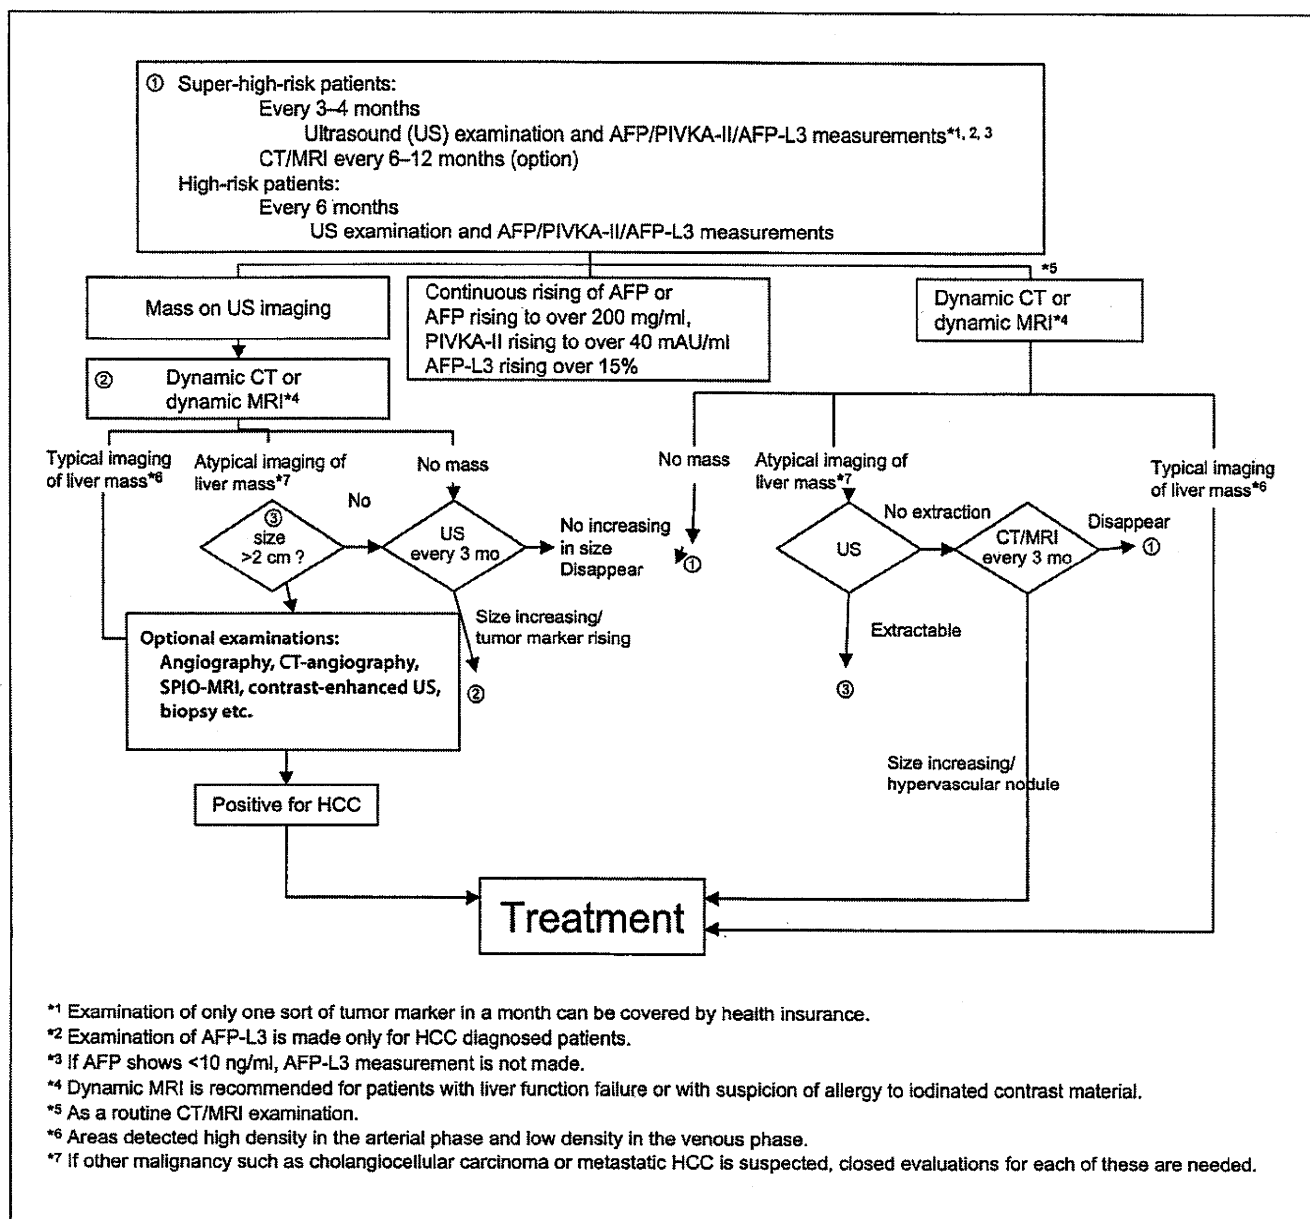 ① Super-high-risk patients:
Every 3–4 months
Ultrasound (US) examination and AFP/PIVKA-II/AFP-L3 measurements*1, 2, 3
CT/MRI every 6–12 months (option)
High-risk patients:
Every 6 months
US examination and AFP/PIVKA-II/AFP-L3 measurements
Mass on US imaging
Continuous rising of AFP or
AFP rising to over 200 mg/ml,
PIVKA-II rising to over 40 mAU/ml
AFP-L3 rising over 15%
*5
Dynamic CT or
dynamic MRI*4
② Dynamic CT or
dynamic MRI*4
Typical imaging
of liver mass*6
Atypical imaging of
liver mass*7
No mass
No
③
size
>2 cm ?
US
every 3 mo
No increasing
in size
Disappear
Size increasing/
tumor marker rising
②
Optional examinations:
Angiography, CT-angiography,
SPIO-MRI, contrast-enhanced US,
biopsy etc.
Positive for HCC
No mass
①
Atypical imaging of
liver mass*7
Typical imaging
of liver mass*6
US
No extraction
CT/MRI
every 3 mo
Disappear
①
Extractable
③
Size increasing/
hypervascular nodule
Treatment
*1 Examination of only one sort of tumor marker in a month can be covered by health insurance.
*2 Examination of AFP-L3 is made only for HCC diagnosed patients.
*3 If AFP shows <10 ng/ml, AFP-L3 measurement is not made.
*4 Dynamic MRI is recommended for patients with liver function failure or with suspicion of allergy to iodinated contrast material.
*5 As a routine CT/MRI examination.
*6 Areas detected high density in the arterial phase and low density in the venous phase.
*7 If other malignancy such as cholangiocellular carcinoma or metastatic HCC is suspected, closed evaluations for each of these are needed.